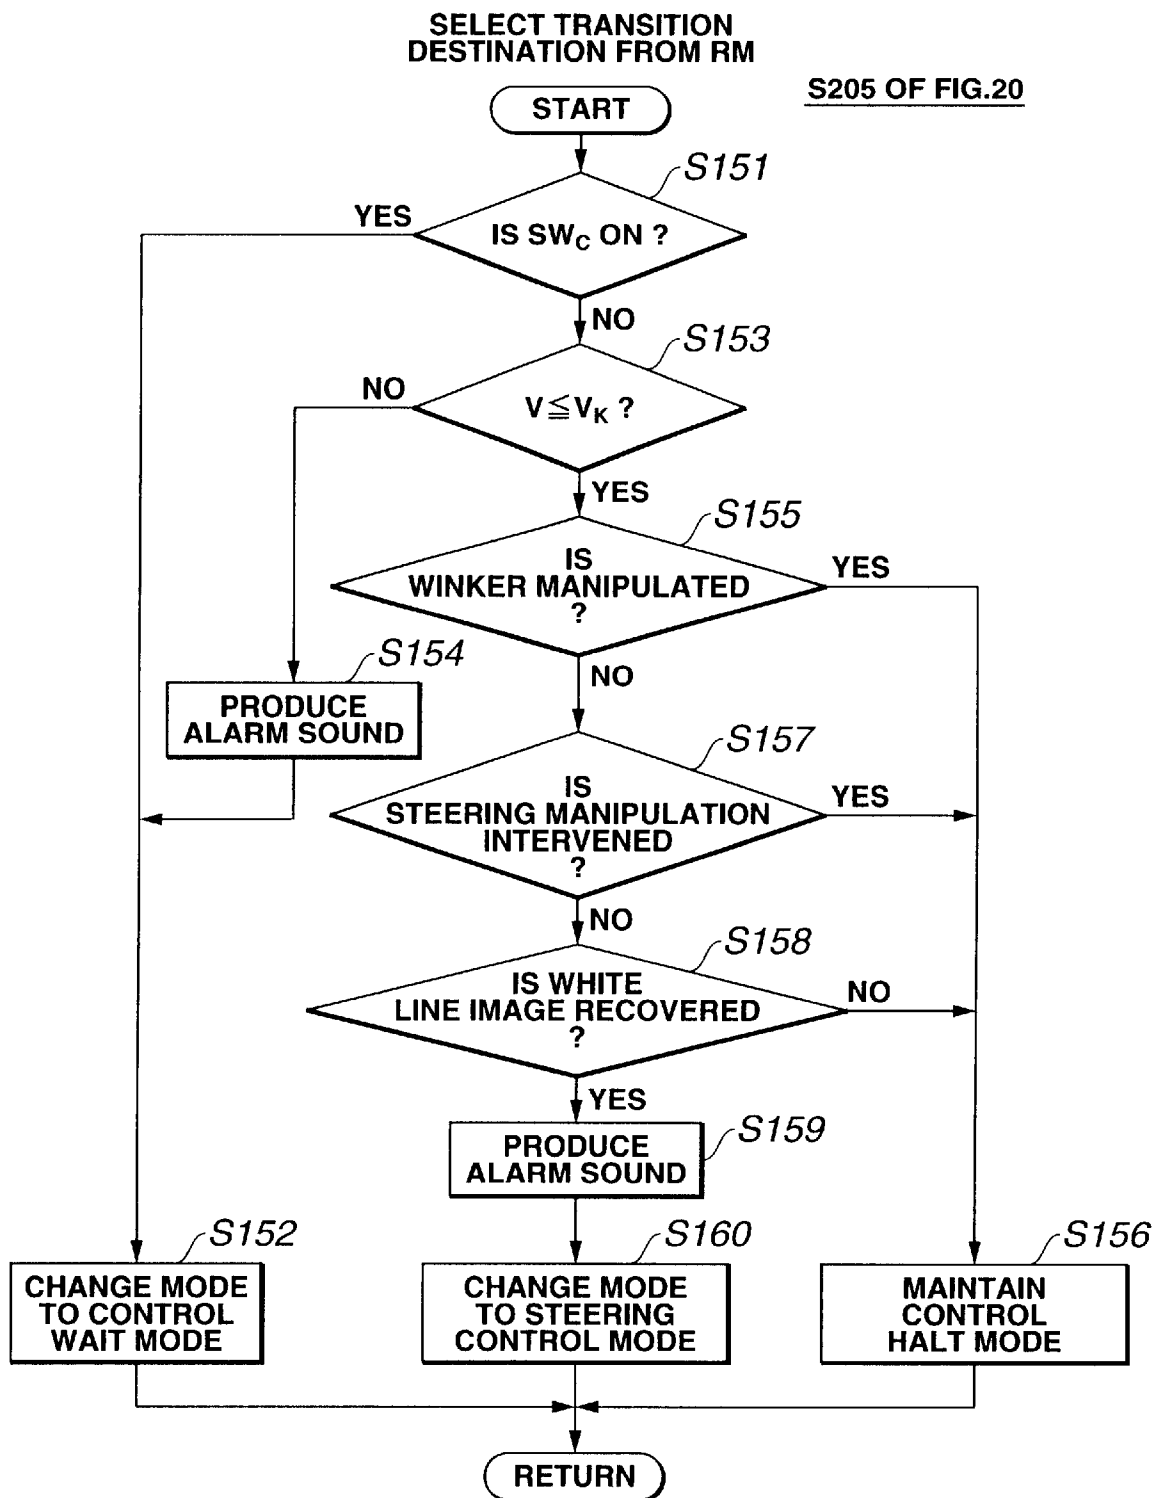 SELECT TRANSITION
DESTINATION FROM RM
S205 OF FIG.20
START
S151
YES
IS SWC ON ?
NO
S153
NO
V≦VK ?
YES
S155
IS
WINKER MANIPULATED
?
YES
NO
S154
PRODUCE
ALARM SOUND
S157
IS
STEERING MANIPULATION
INTERVENED
?
YES
NO
S158
IS WHITE
LINE IMAGE RECOVERED
?
NO
YES
S159
PRODUCE
ALARM SOUND
S152
CHANGE MODE
TO CONTROL
WAIT MODE
S160
CHANGE MODE
TO STEERING
CONTROL MODE
S156
MAINTAIN
CONTROL
HALT MODE
RETURN